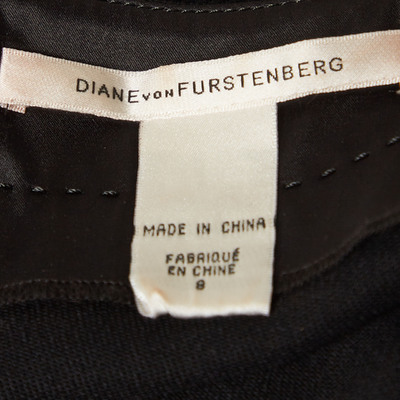 DIANE VON FURSTENBERG
MADE IN CHINA
FABRIQUÉ
EN CHINE
8